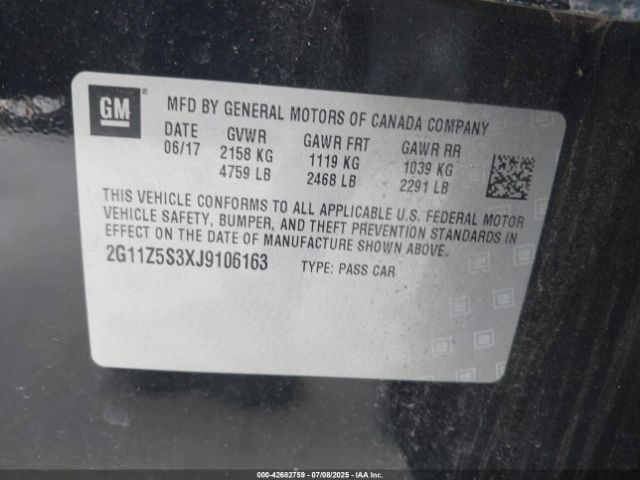 GM
MFD BY GENERAL MOTORS OF CANADA COMPANY
DATE GVWR GAWR FRT GAWR RR
06/17 2158 KG 1119 KG 1039 KG
4759 LB 2468 LB 2291 LB
THIS VEHICLE CONFORMS TO ALL APPLICABLE U.S. FEDERAL MOTOR
VEHICLE SAFETY, BUMPER, AND THEFT PREVENTION STANDARDS IN
EFFECT ON THE DATE OF MANUFACTURE SHOWN ABOVE.
2G11Z5S3XJ9106163 TYPE: PASS CAR
000-42682759 - 07/08/2025 - IAA Inc.